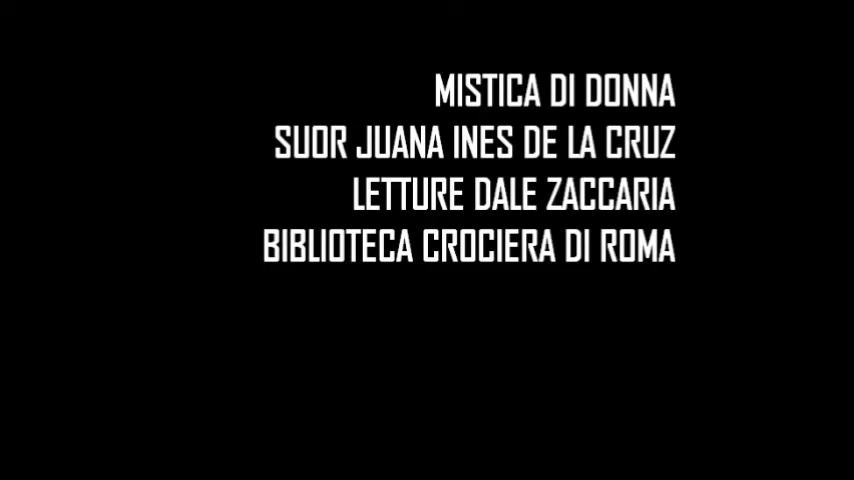 MISTICA DI DONNA
SUOR JUANA INES DE LA CRUZ
LETTURE DALE ZACCARIA
BIBLIOTECA CROCIERA DI ROMA